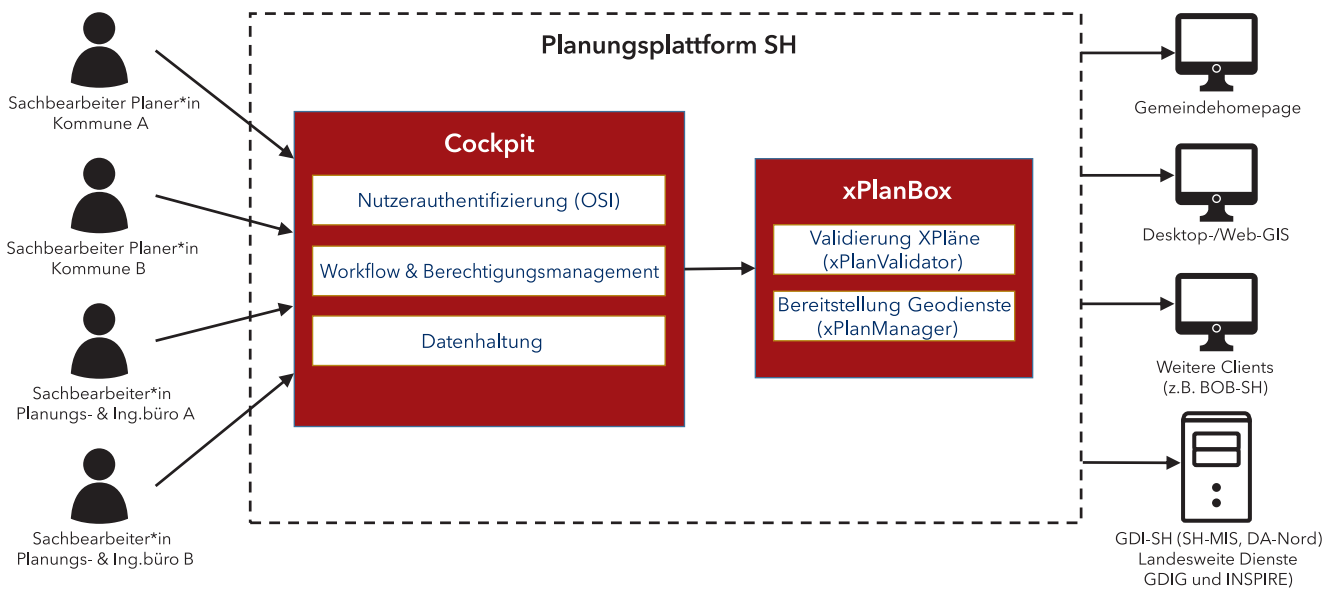 Planungsplattform SH
Sachbearbeiter Planer*in
Kommune A
Sachbearbeiter Planer*in
Kommune B
Sachbearbeiter*in
Planungs- & Ing.büro A
Sachbearbeiter*in
Planungs- & Ing.büro B
Cockpit
Nutzerauthentifizierung (OSI)
Workflow & Berechtigungsmanagement
Datenhaltung
xPlanBox
Validierung XPläne
(xPlanValidator)
Bereitstellung Geodienste
(xPlanManager)
Gemeindehomepage
Desktop-/Web-GIS
Weitere Clients
(z.B. BOB-SH)
GDI-SH (SH-MIS, DA-Nord)
Landesweite Dienste
GDIG und INSPIRE)